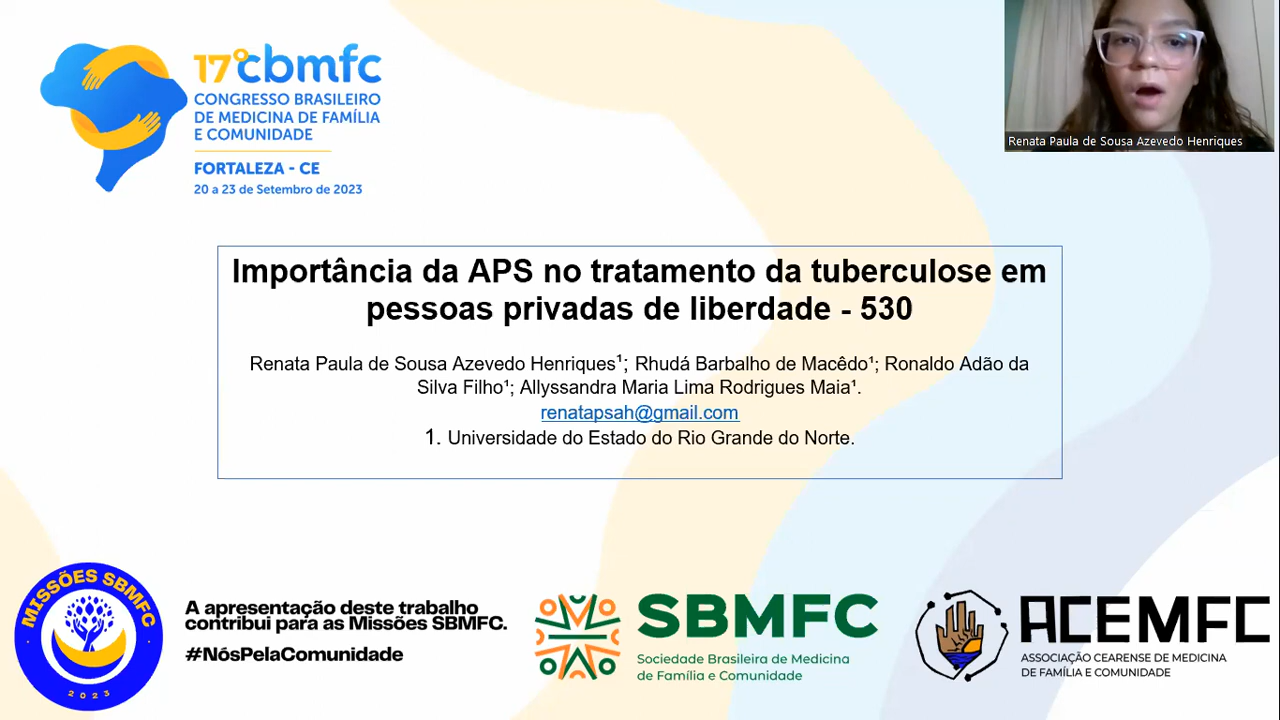 17º cbmfc
CONGRESSO BRASILEIRO
DE MEDICINA DE FAMÍLIA
E COMUNIDADE
FORTALEZA - CE
20 a 23 de Setembro de 2023
Renata Paula de Sousa Azevedo Henriques
Importância da APS no tratamento da tuberculose em
pessoas privadas de liberdade - 530
Renata Paula de Sousa Azevedo Henriques¹; Rhudá Barbalho de Macêdo¹; Ronaldo Adão da
Silva Filho¹; Allyssandra Maria Lima Rodrigues Maia¹.
renatapsah@gmail.com
1. Universidade do Estado do Rio Grande do Norte.
MISSÕES SBMFC
2023
A apresentação deste trabalho
contribui para as Missões SBMFC.
#NósPelaComunidade
SBMFC
Sociedade Brasileira de Medicina
de Família e Comunidade
ACEMFC
ASSOCIAÇÃO CEARENSE DE MEDICINA
DE FAMÍLIA E COMUNIDADE